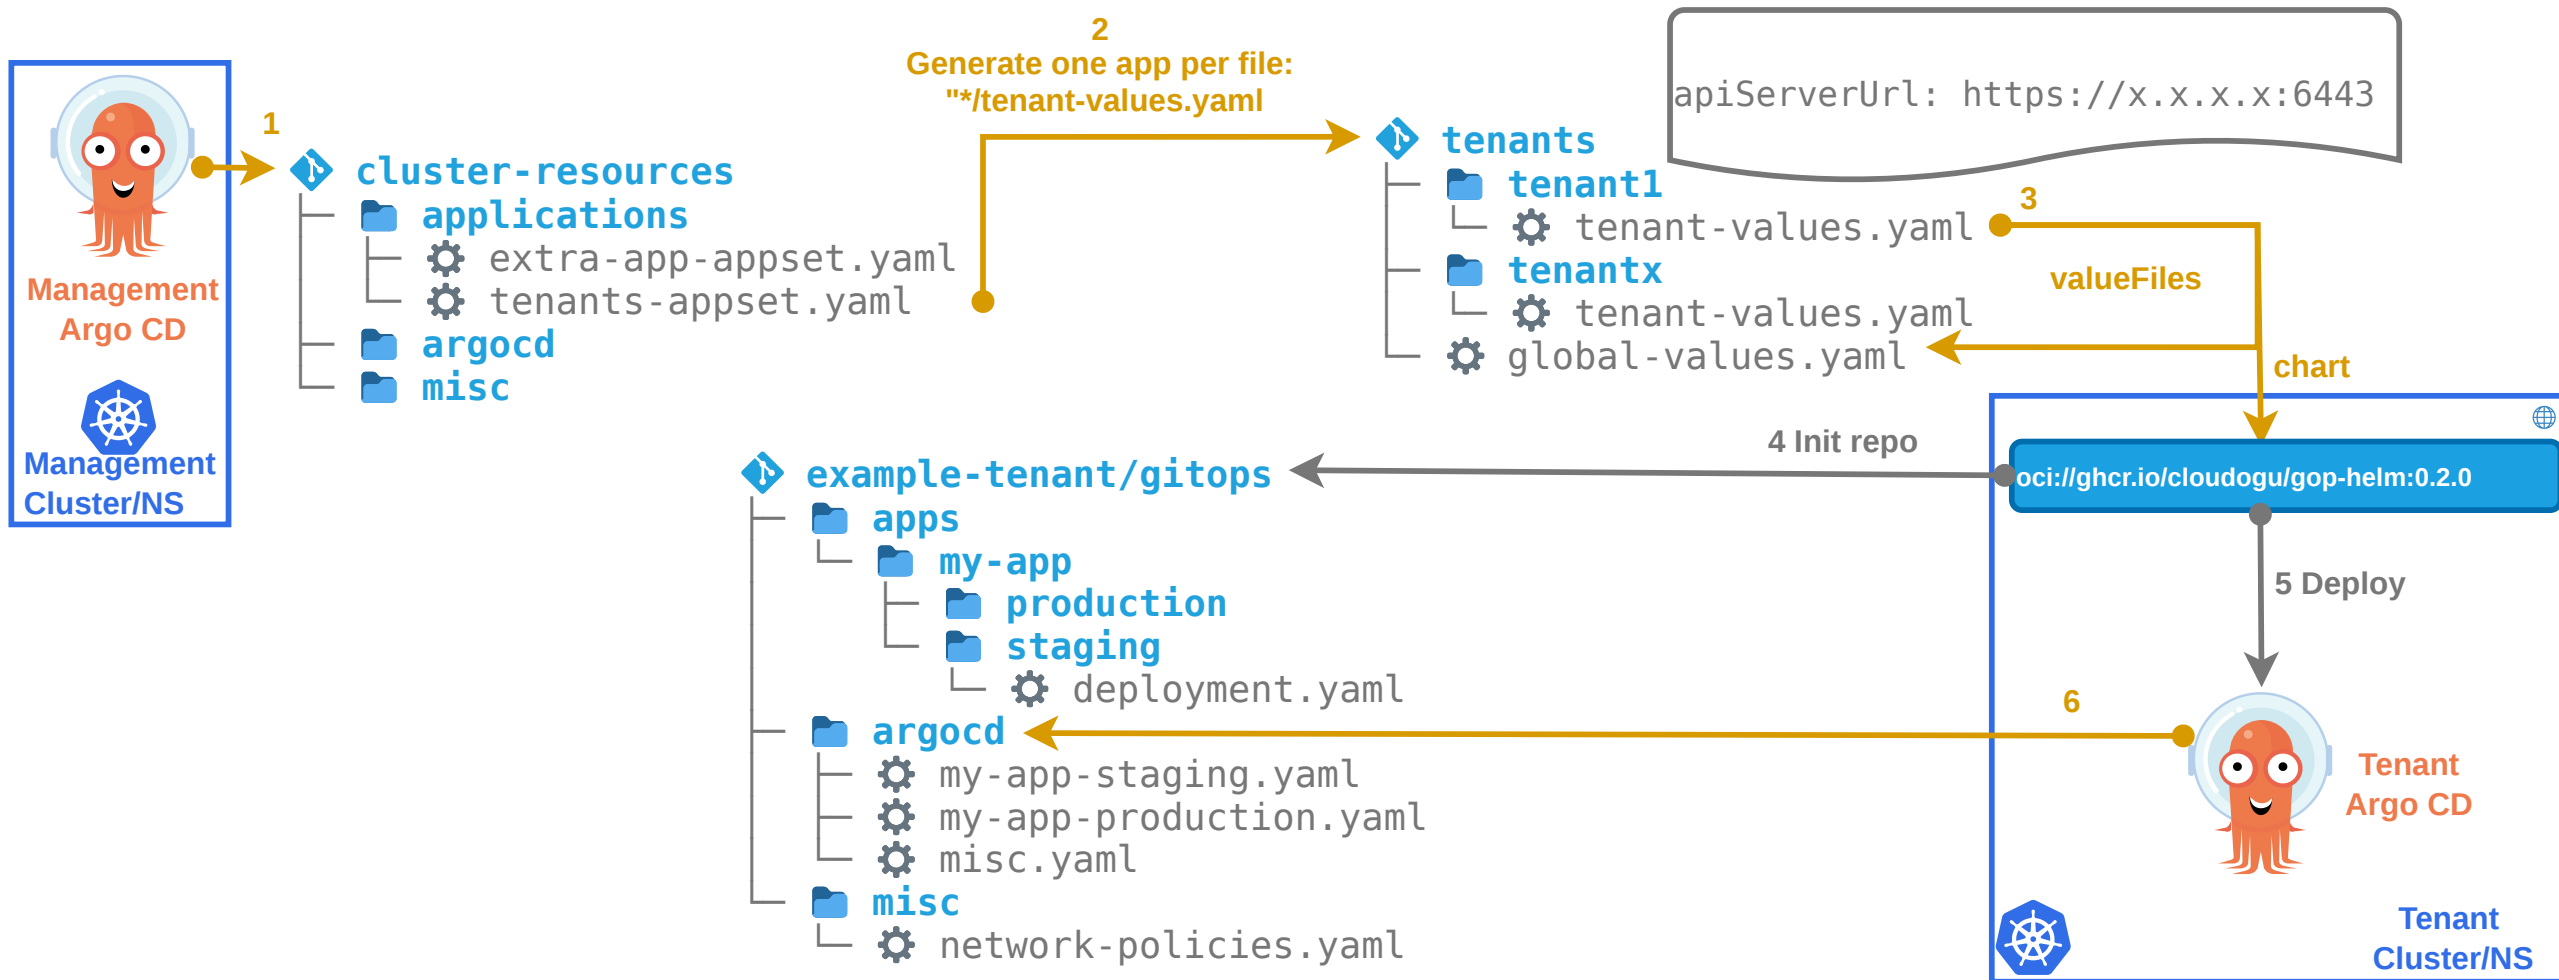 Management
Argo CD
Management
Cluster/NS
1
cluster-resources
applications
extra-app-appset.yaml
tenants-appset.yaml
argocd
misc
2
Generate one app per file:
"*/tenant-values.yaml
tenants
tenant1
tenant-values.yaml
tenantx
tenant-values.yaml
global-values.yaml
apiServerUrl: https://x.x.x.x:6443
3
valueFiles
chart
4 Init repo
oci://ghcr.io/cloudogu/gop-helm:0.2.0
5 Deploy
example-tenant/gitops
apps
my-app
production
staging
deployment.yaml
argocd
my-app-staging.yaml
my-app-production.yaml
misc.yaml
misc
network-policies.yaml
6
Tenant
Argo CD
Tenant
Cluster/NS